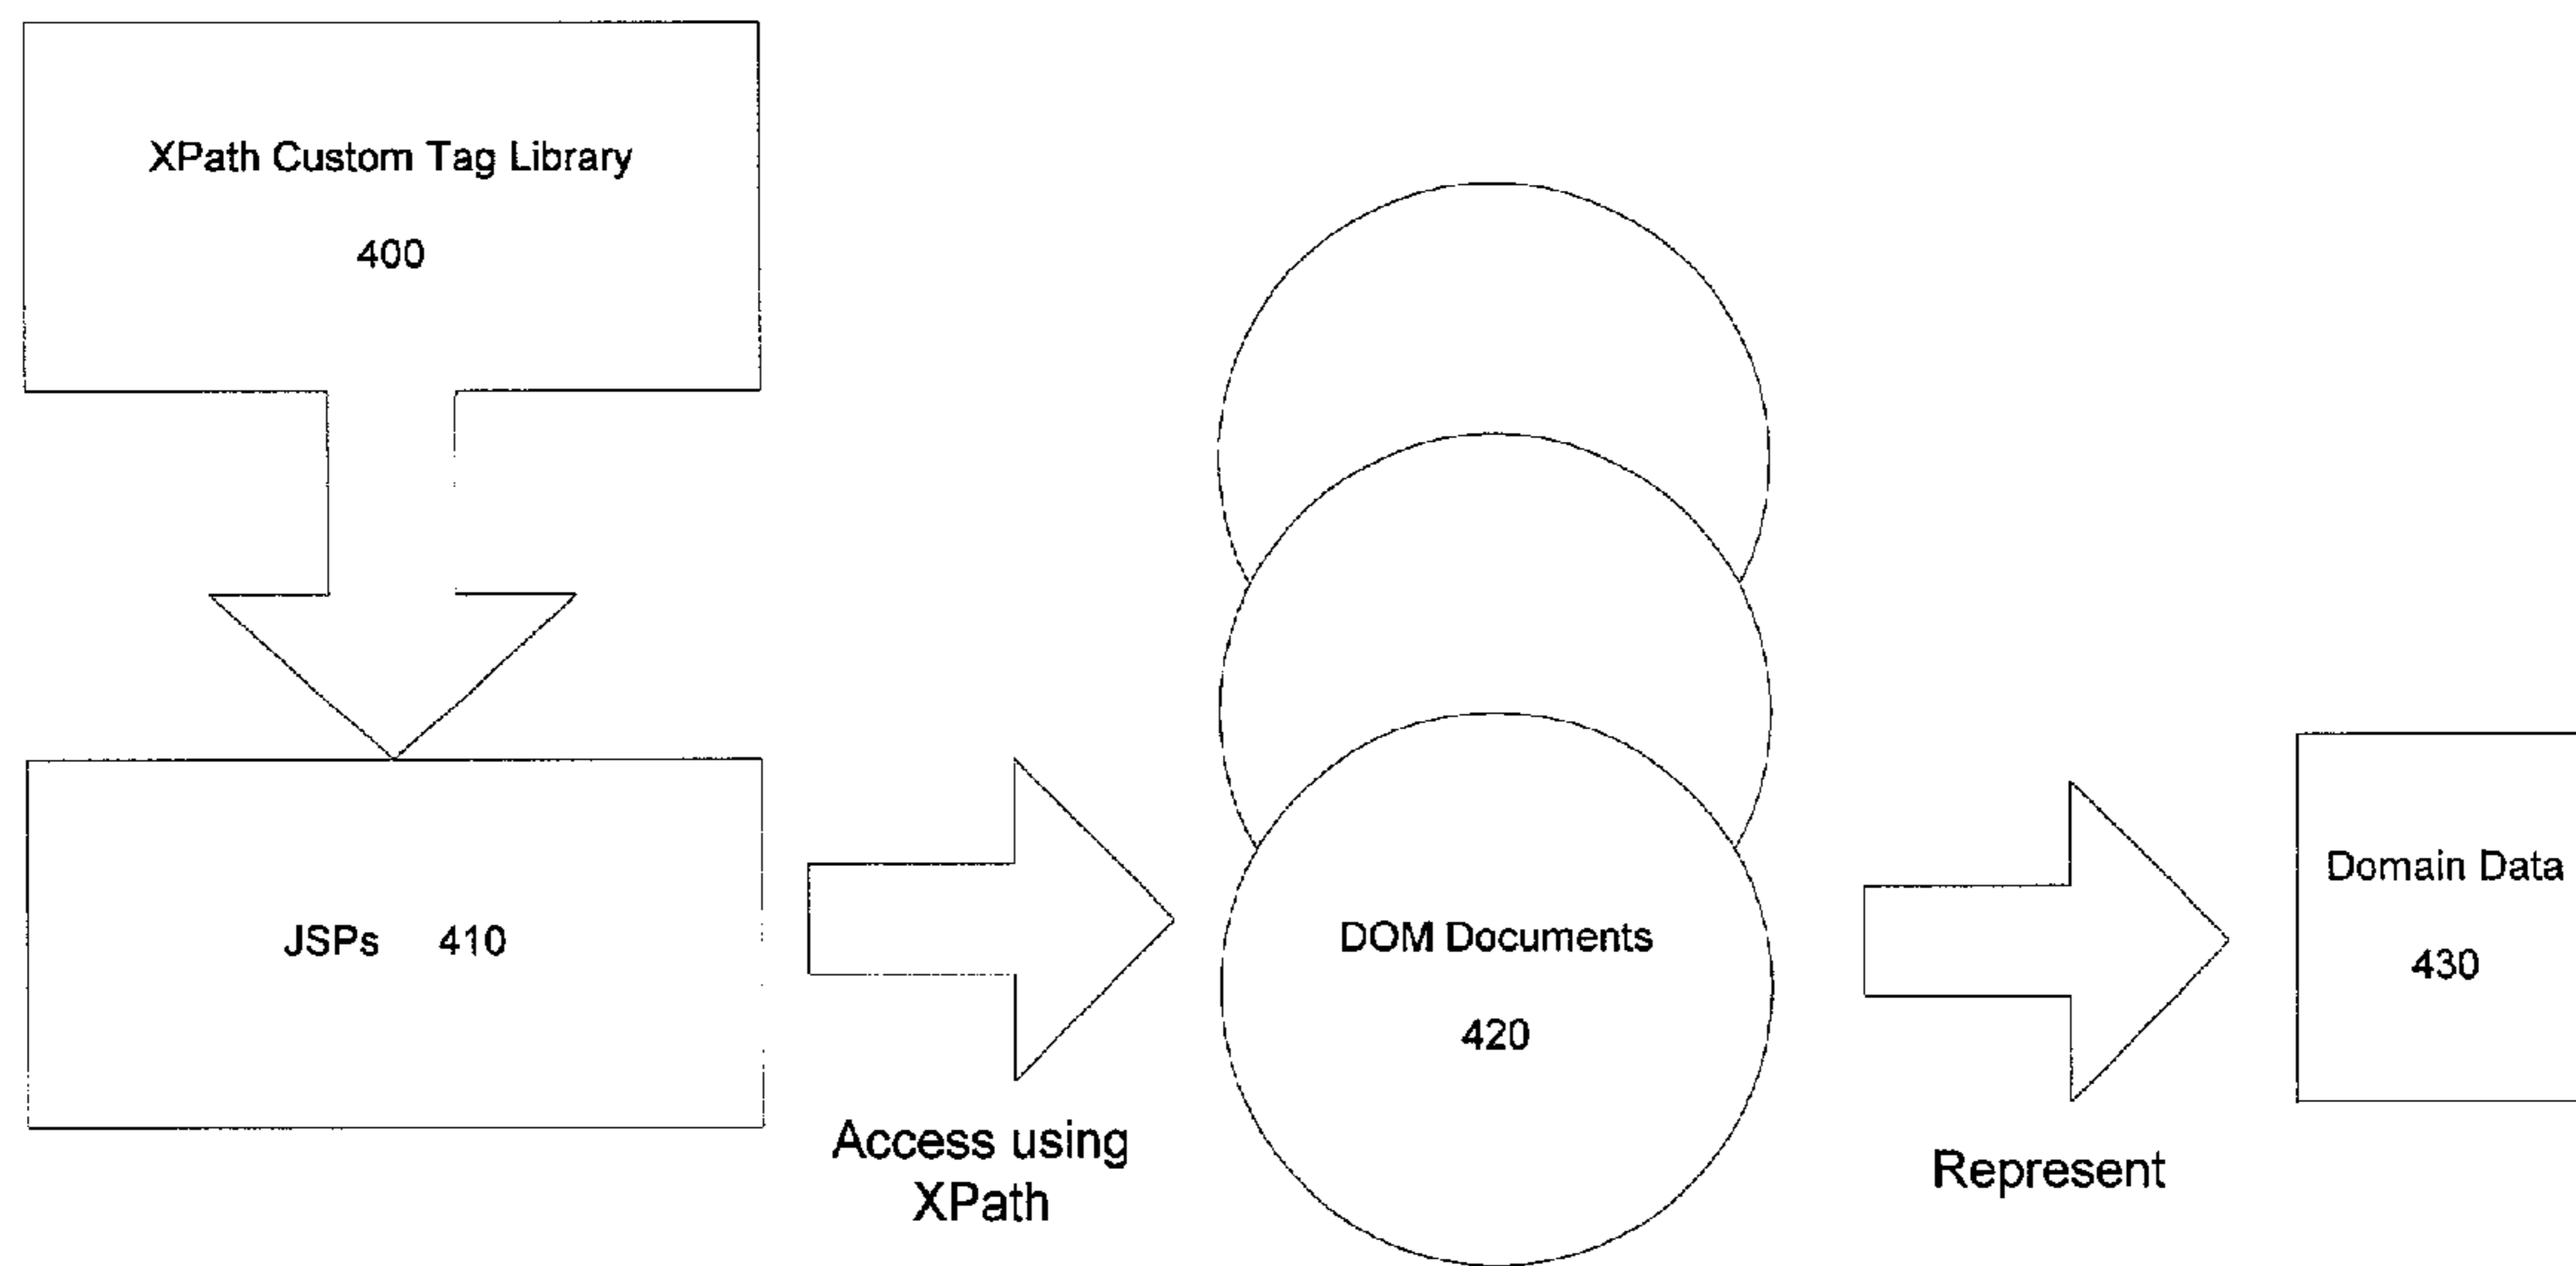 XPath Custom Tag Library
400
JSPs 410
Access using
XPath
DOM Documents
420
Represent
Domain Data
430